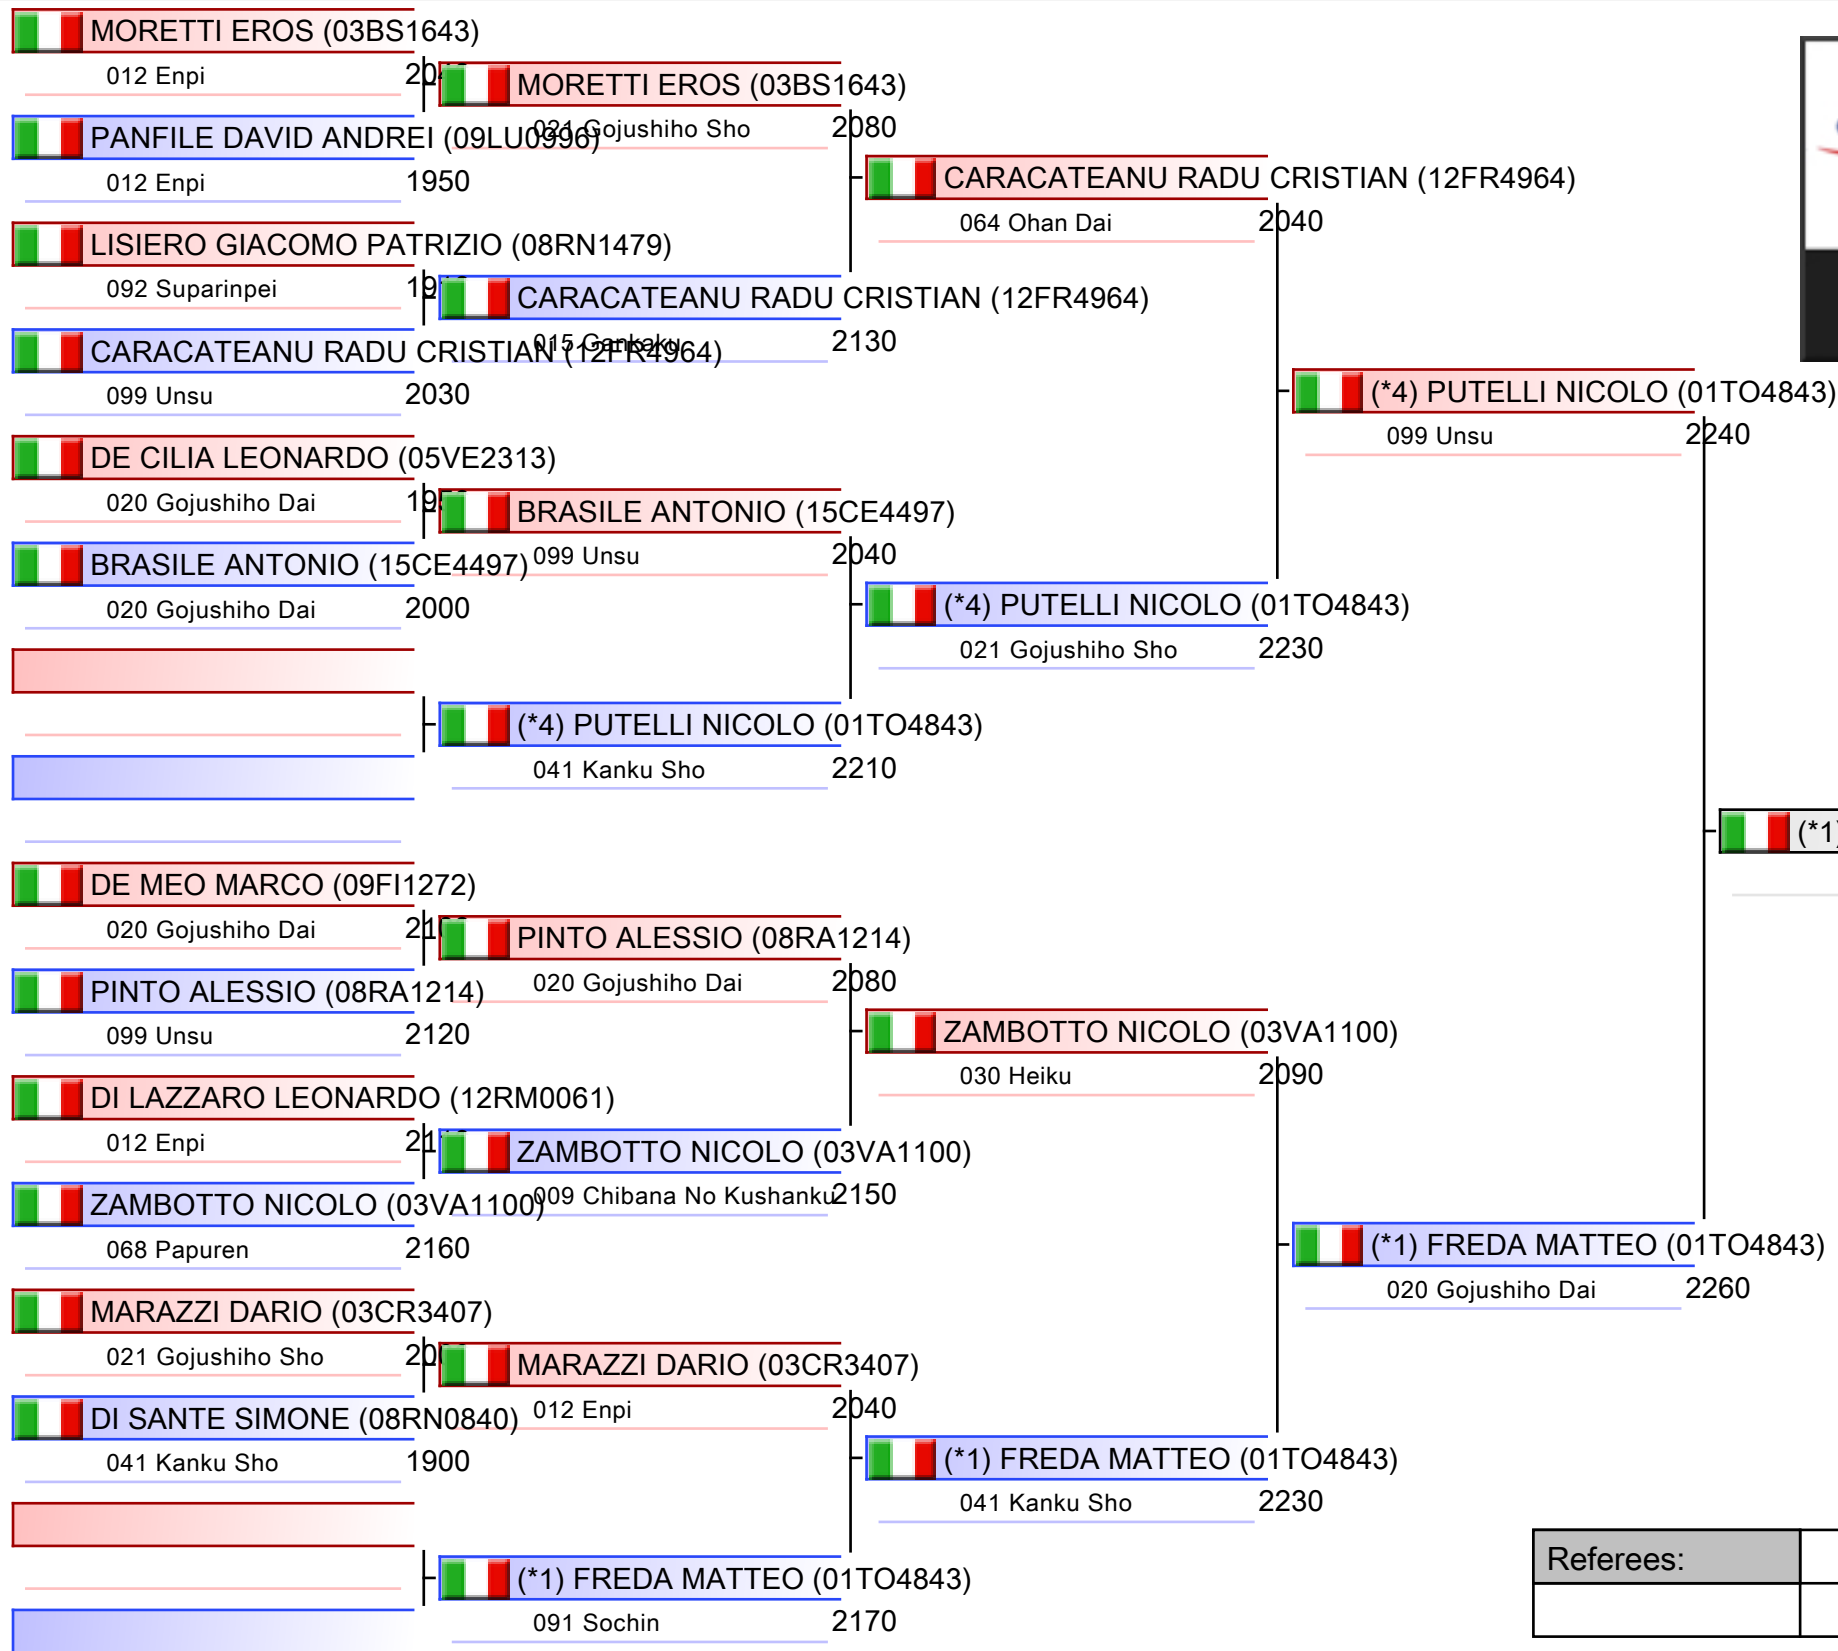 MORETTI EROS (03BS1643)
012 Enpi
PANFILE DAVID ANDREI (09LU0996)
012 Enpi 1950
LISIERO GIACOMO PATRIZIO (08RN1479)
092 Suparinpei
CARACATEANU RADU CRISTIAN (12FR4964)
099 Unsu 2030
DE CILIA LEONARDO (05VE2313)
020 Gojushiho Dai
BRASILE ANTONIO (15CE4497)
020 Gojushiho Dai 2000
DE MEO MARCO (09FI1272)
020 Gojushiho Dai
PINTO ALESSIO (08RA1214)
099 Unsu 2120
DI LAZZARO LEONARDO (12RM0061)
012 Enpi
ZAMBOTTO NICOLO (03VA1100)
068 Papuren 2160
MARAZZI DARIO (03CR3407)
021 Gojushiho Sho
DI SANTE SIMONE (08RN0840)
041 Kanku Sho 1900
MORETTI EROS (03BS1643)
021 Gojushiho Sho 2080
CARACATEANU RADU CRISTIAN (12FR4964)
015 Gankaku 2130
BRASILE ANTONIO (15CE4497)
099 Unsu 2040
(*4) PUTELLI NICOLO (01TO4843)
041 Kanku Sho 2210
PINTO ALESSIO (08RA1214)
020 Gojushiho Dai 2080
ZAMBOTTO NICOLO (03VA1100)
009 Chibana No Kushanku 2150
MARAZZI DARIO (03CR3407)
012 Enpi 2040
(*1) FREDA MATTEO (01TO4843)
091 Sochin 2170
CARACATEANU RADU CRISTIAN (12FR4964)
064 Ohan Dai 2040
(*4) PUTELLI NICOLO (01TO4843)
021 Gojushiho Sho 2230
ZAMBOTTO NICOLO (03VA1100)
030 Heiku 2090
(*1) FREDA MATTEO (01TO4843)
041 Kanku Sho 2230
(*4) PUTELLI NICOLO (01TO4843)
099 Unsu 2240
(*1) FREDA MATTEO (01TO4843)
020 Gojushiho Dai 2260
(*1)
Referees: